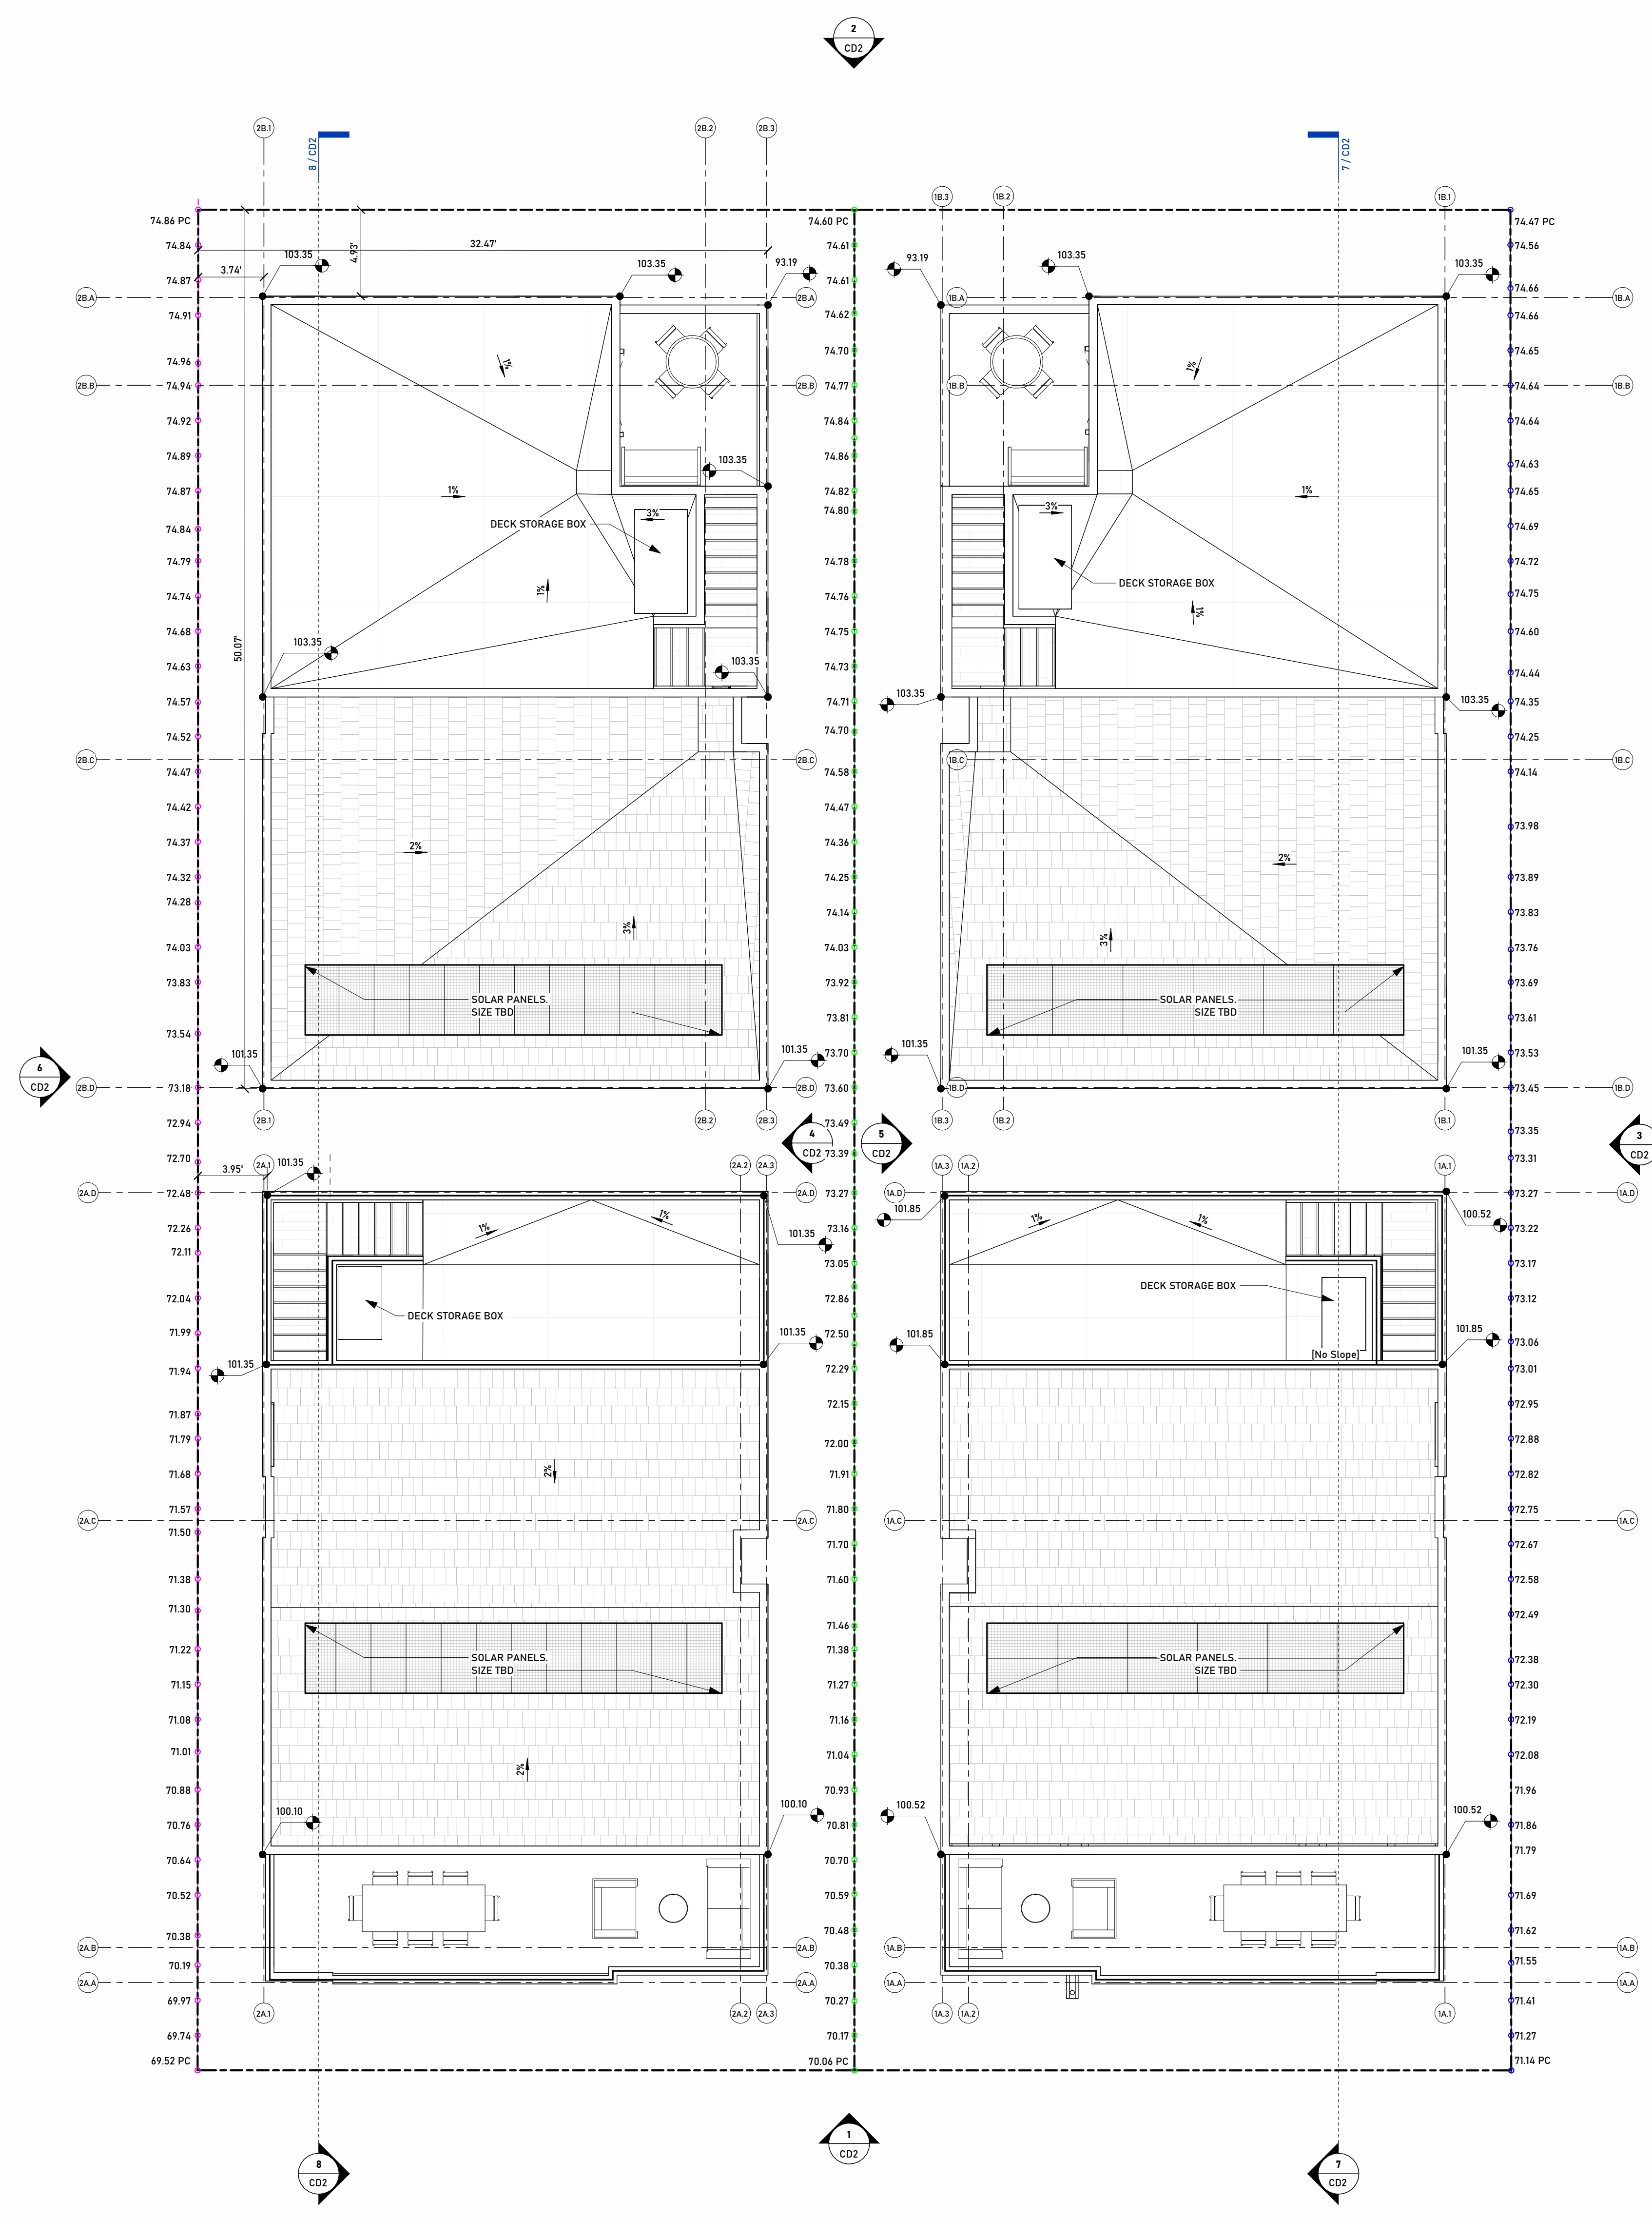 2
CD2
2B.1
2B.2
2B.3
8 / CD2
7 / CD2
1B.3
1B.2
1B.1
74.86 PC
74.60 PC
74.47 PC
74.84
32.47'
4.93'
74.61
74.56
3.74'
103.35
103.35
93.19
93.19
103.35
103.35
74.87
74.61
74.66
2B.A
2B.A
1B.A
1B.A
74.91
74.62
74.66
74.96
1%
74.70
1%
74.65
2B.B
74.94
2B.B
74.77
1B.B
74.64
1B.B
74.92
74.84
74.64
74.89
103.35
74.86
74.63
74.87
1%
74.82
1%
74.65
3%
74.80
3%
DECK STORAGE BOX
74.84
74.69
74.79
74.78
74.72
DECK STORAGE BOX
74.74
1%
74.76
1%
74.75
74.68
74.75
74.60
50.07'
103.35
74.63
103.35
74.73
74.44
74.57
74.71
103.35
103.35
74.35
74.52
74.70
74.25
2B.C
2B.C
1B.C
1B.C
74.47
74.58
74.14
74.42
74.47
73.98
74.37
2%
74.36
2%
74.32
74.25
73.89
74.28
74.14
73.83
3%
3%
74.03
74.03
73.76
73.83
73.92
73.69
SOLAR PANELS.
SIZE TBD
SOLAR PANELS.
SIZE TBD
73.81
73.61
73.54
101.35
101.35
73.70
101.35
101.35
73.53
6
CD2
2B.D
73.18
2B.D
73.60
1B.D
73.45
1B.D
2B.1
2B.2
2B.3
1B.3
1B.2
1B.1
72.94
73.49
73.35
4
CD2
5
CD2
3
CD2
73.39
72.70
73.31
2A.1
101.35
2A.2
2A.3
1A.3
1A.2
1A.1
3.95'
2A.D
72.48
2A.D
73.27
1A.D
73.27
1A.D
101.85
100.52
72.26
1%
1%
73.16
1%
1%
73.22
101.35
72.11
73.05
73.17
72.04
72.86
DECK STORAGE BOX
73.12
DECK STORAGE BOX
71.99
101.35
72.50
101.85
101.85
73.06
[No Slope]
71.94
101.35
72.29
73.01
71.87
72.15
72.95
71.79
72.00
72.88
71.68
2%
71.91
72.82
71.57
71.80
72.75
2A.C
2A.C
1A.C
1A.C
71.50
71.70
72.67
71.38
71.60
72.58
71.30
71.46
72.49
71.22
71.38
72.38
SOLAR PANELS.
SIZE TBD
SOLAR PANELS.
SIZE TBD
71.15
71.27
72.30
71.08
71.16
72.19
71.01
71.04
72.08
2%
70.88
70.93
71.96
100.10
100.10
100.52
100.52
70.76
70.81
71.86
70.64
70.70
71.79
70.52
70.59
71.69
70.38
70.48
71.62
2A.B
2A.B
1A.B
1A.B
70.19
70.38
71.55
2A.A
2A.A
1A.A
1A.A
69.97
70.27
71.41
2A.1
2A.2
2A.3
1A.3
1A.2
1A.1
69.74
70.17
71.27
69.52 PC
70.06 PC
71.14 PC
1
CD2
8
CD2
7
CD2